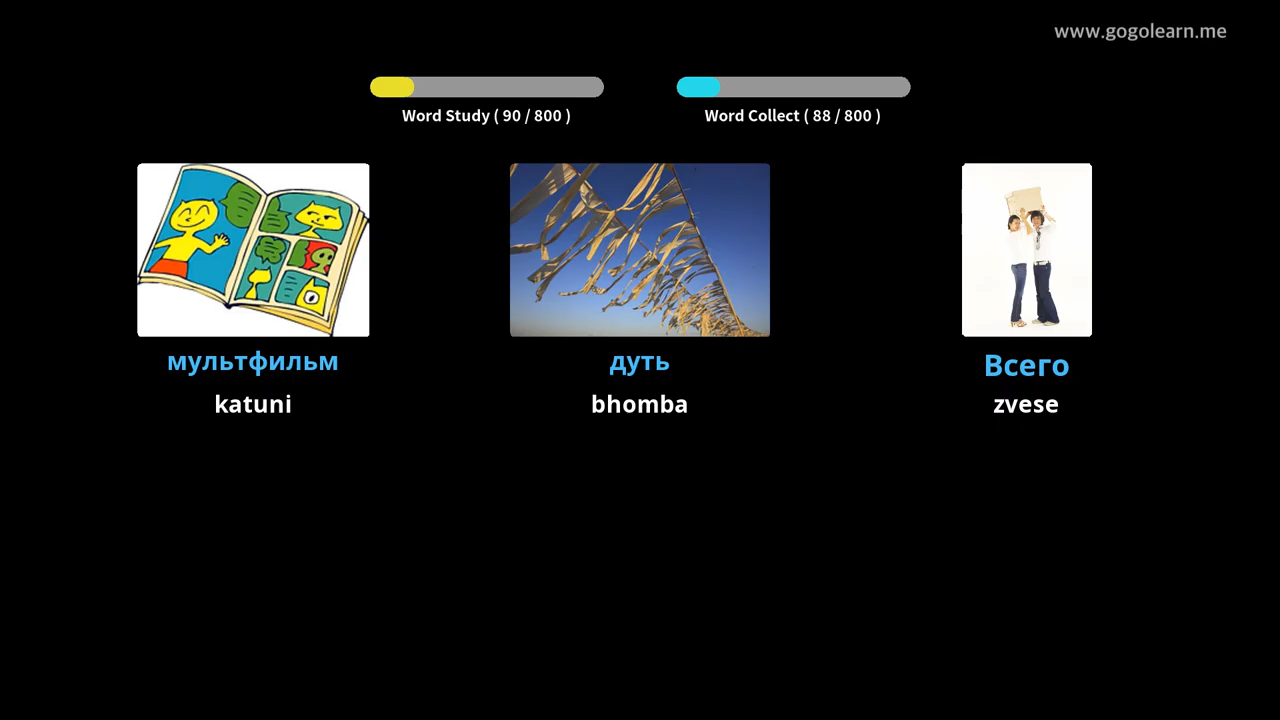 www.gogolearn.me
Word Study ( 90 / 800 )
Word Collect ( 88 / 800 )
мультфильм
дуть
Всего
katuni
bhomba
zvese